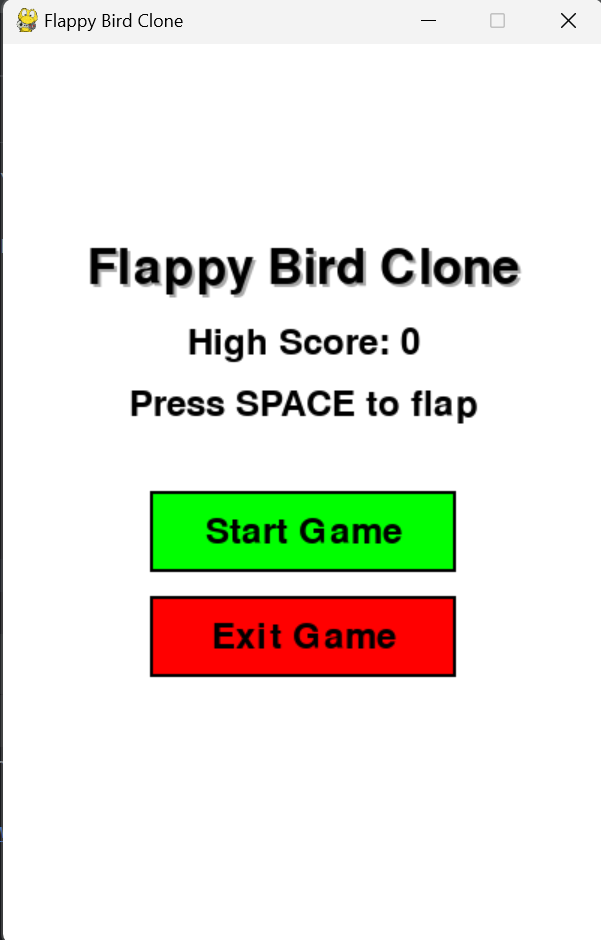 Flappy Bird Clone
Flappy Bird Clone
High Score: 0
Press SPACE to flap
Start Game
Exit Game